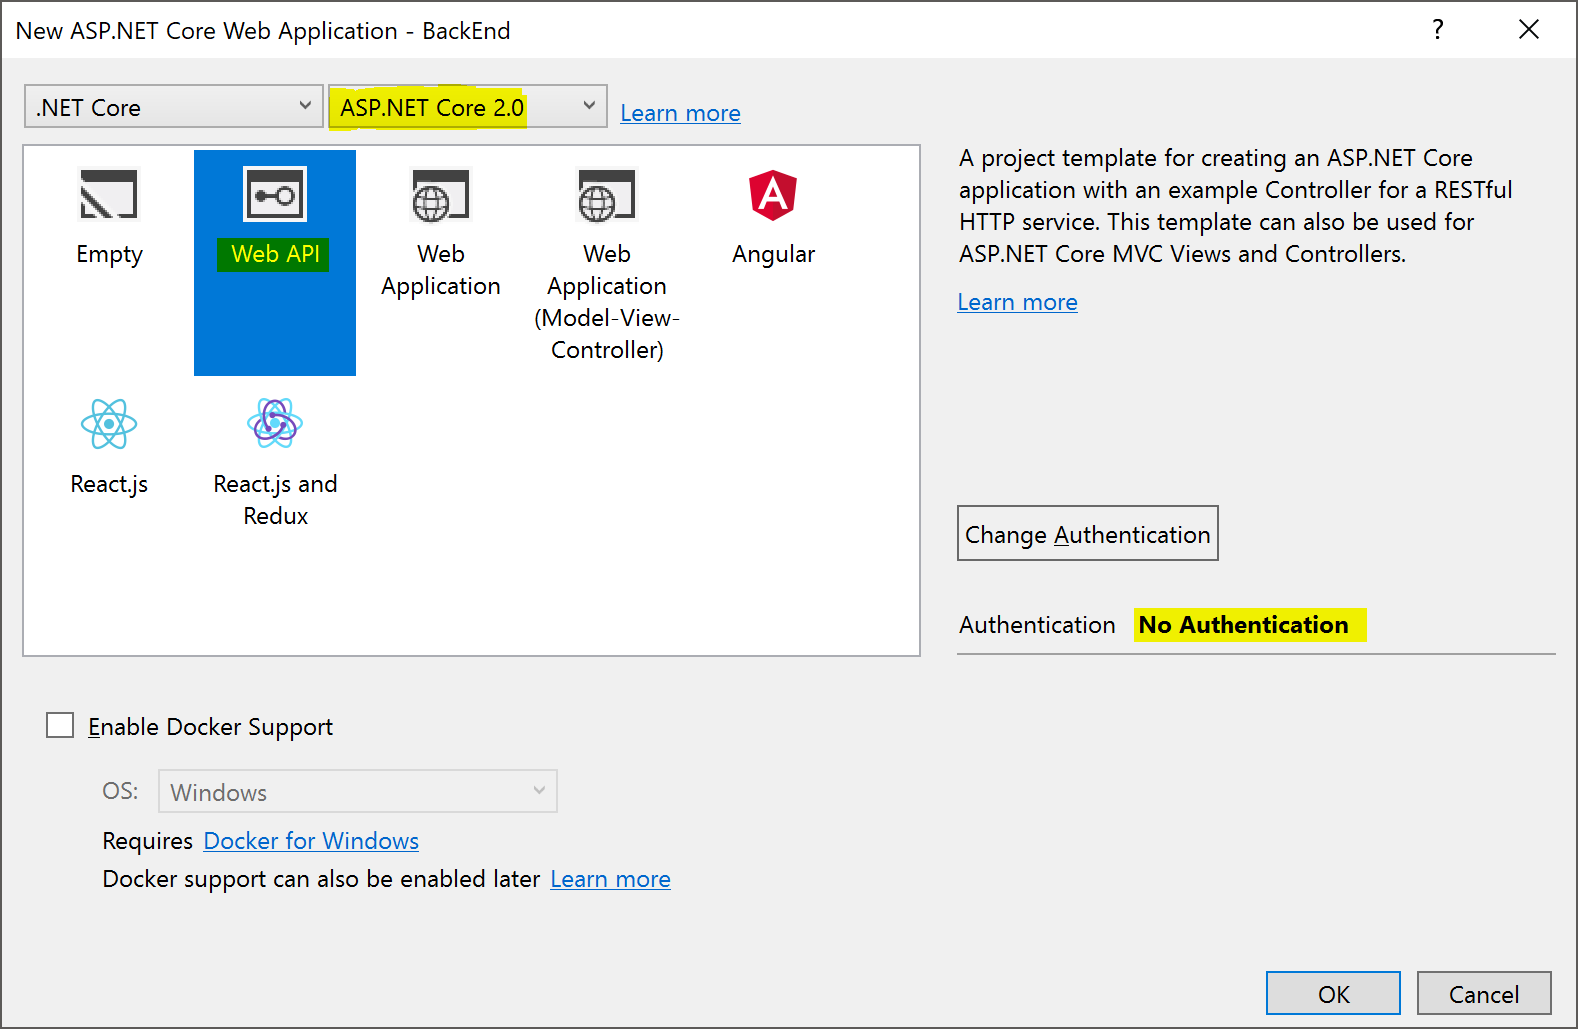 New ASP.NET Core Web Application - BackEnd
?
.NET Core
ASP.NET Core 2.0
Learn more
Empty
Web API
Web
Application
Web
Application
(Model-View-
Controller)
Angular
React.js
React.js and
Redux
A project template for creating an ASP.NET Core
application with an example Controller for a RESTful
HTTP service. This template can also be used for
ASP.NET Core MVC Views and Controllers.
Learn more
Change Authentication
Authentication No Authentication
Enable Docker Support
OS: Windows
Requires Docker for Windows
Docker support can also be enabled later Learn more
OK
Cancel